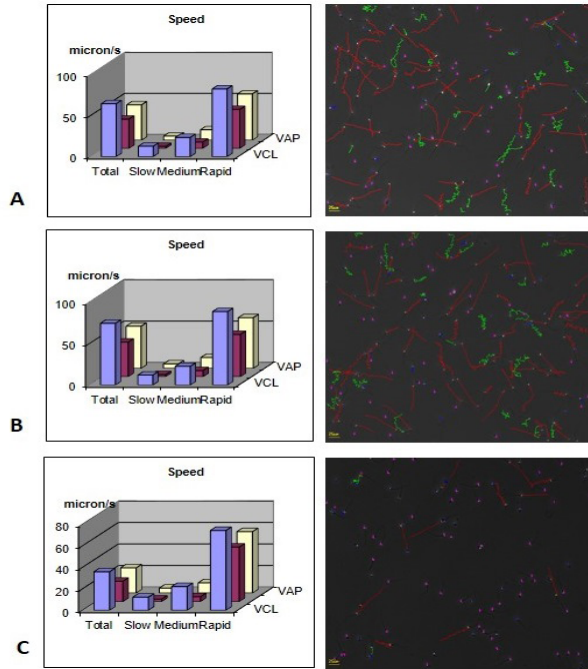 Speed
micron/s
100
50
0
Total Slow Medium Rapid
VCL
VAP
A
Speed
micron/s
100
50
0
Total Slow Medium Rapid
VCL
VAP
B
Speed
micron/s
80
60
40
20
0
Total Slow Medium Rapid
VCL
VAP
C